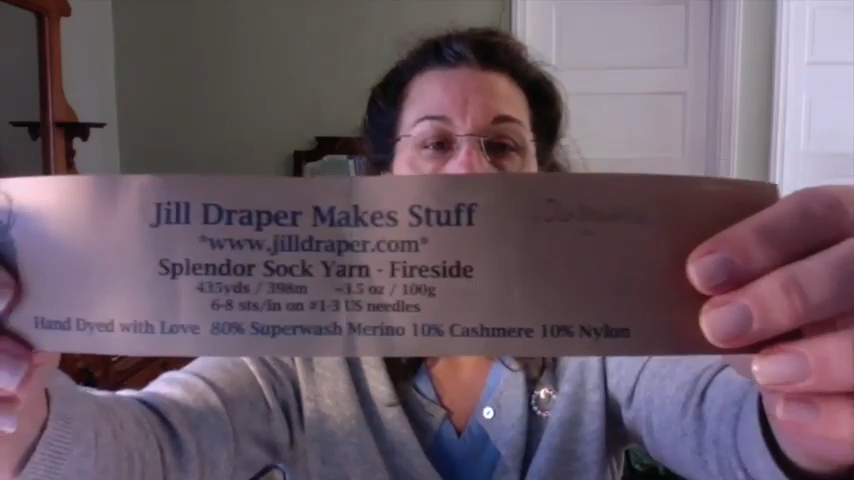 Jill Draper Makes Stuff
*www.jilldraper.com*
Splendor Sock Yarn - Fireside
435yds / 398m ~3.5 oz / 100g
6-8 sts/in on #1-3 US needles
Hand Dyed with Love 80% Superwash Merino 10% Cashmere 10% Nylon